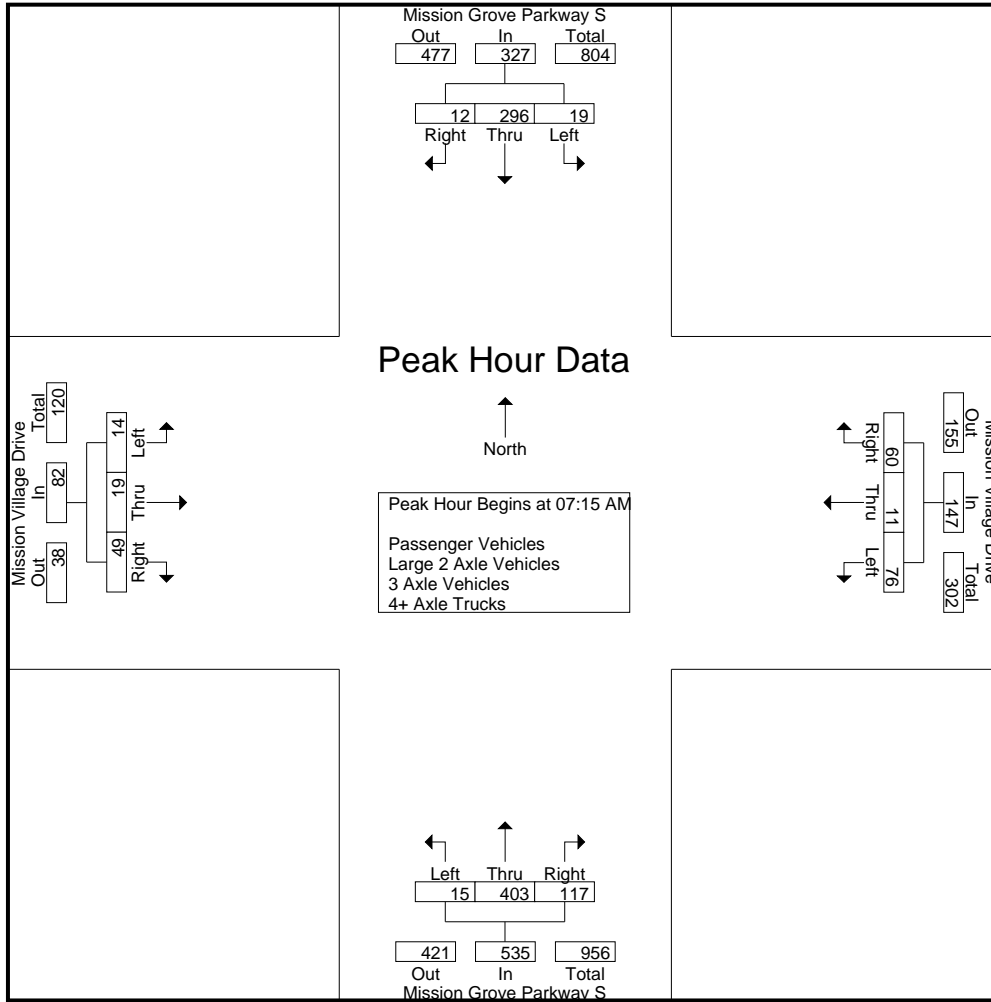 Mission Grove Parkway S
Out In Total
477 327 804
12 296 19
Right Thru Left
Peak Hour Data
North
Peak Hour Begins at 07:15 AM
Passenger Vehicles
Large 2 Axle Vehicles
3 Axle Vehicles
4+ Axle Trucks
Mission Village Drive
Out In Total
38 82 120
49 19 14
Right Thru Left
Mission Village Drive
Out In Total
155 147 302
60 11 76
Right Thru Left
Left Thru Right
15 403 117
421 535 956
Out In Total
Mission Grove Parkway S